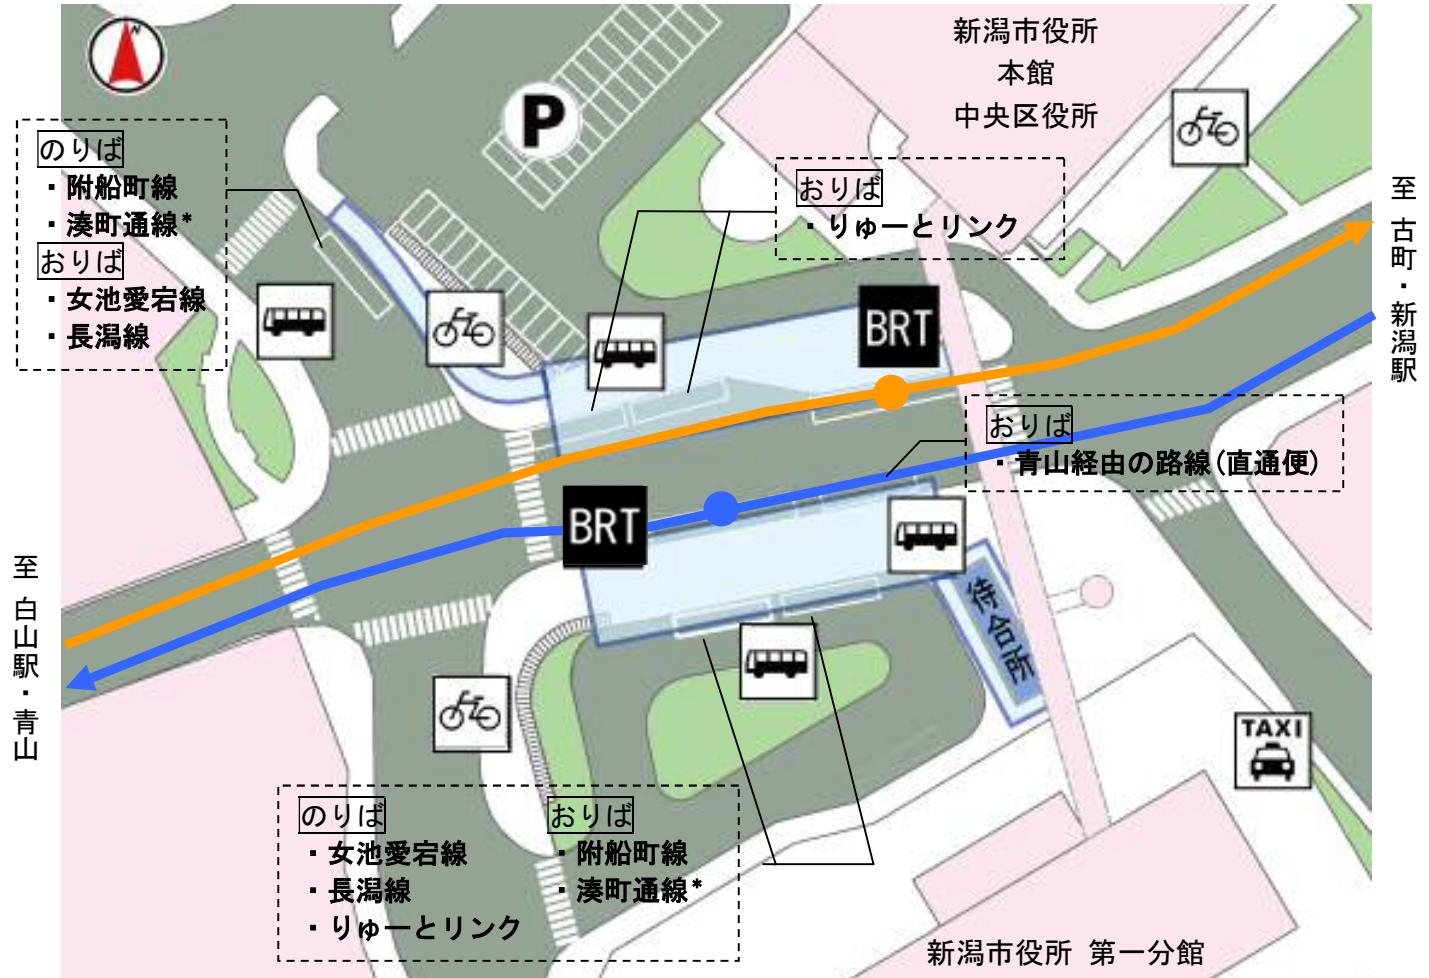 N
新潟市役所
本館
中央区役所
P
のりば
・附船町線
・湊町通線*
おりば
・女池愛宕線
・長潟線
おりば
・りゅーとリンク
至 古町・新潟駅
BRT
おりば
・青山経由の路線(直通便)
BRT
至 白山駅・青山
待合所
TAXI
のりば
・女池愛宕線
・長潟線
・りゅーとリンク
おりば
・附船町線
・湊町通線*
新潟市役所 第一分館